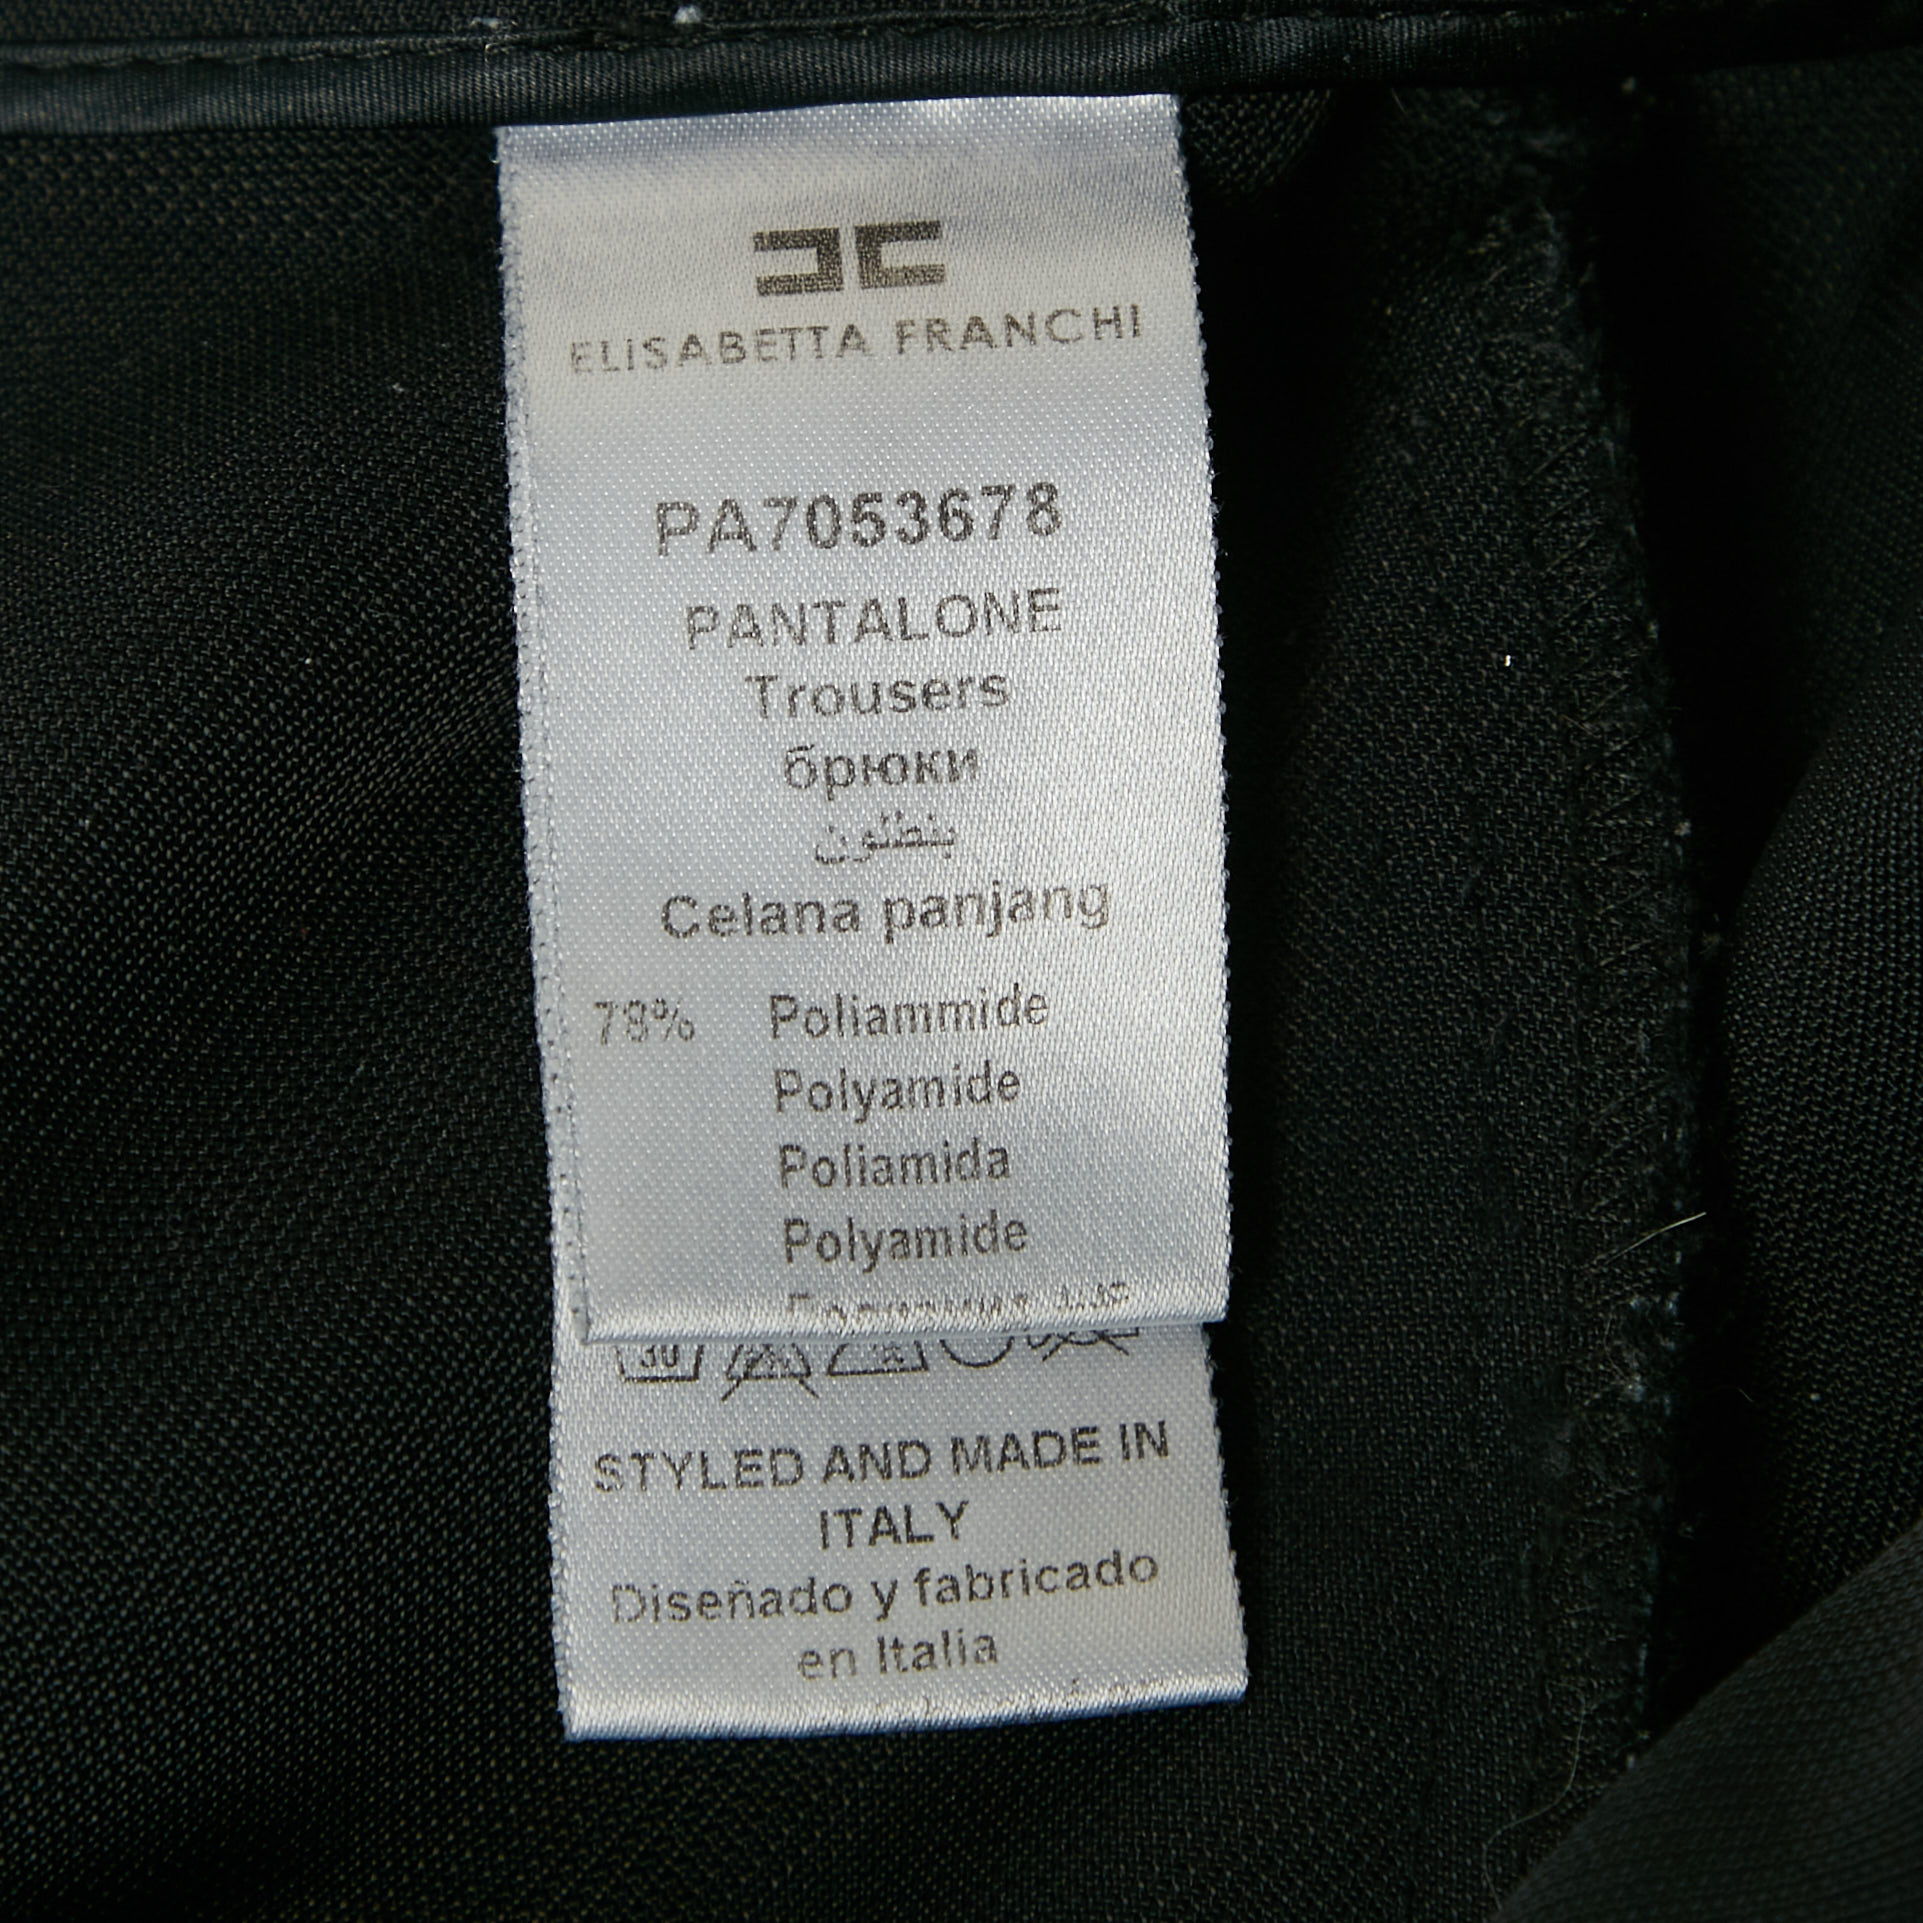 ELISABETTA FRANCHI
PA7053678
PANTALONE
Trousers
брюки
بنطلون
Celana panjang
78% Poliammide
Polyamide
Poliamida
Polyamide
30
STYLED AND MADE IN
ITALY
Diseñado y fabricado
en Italia